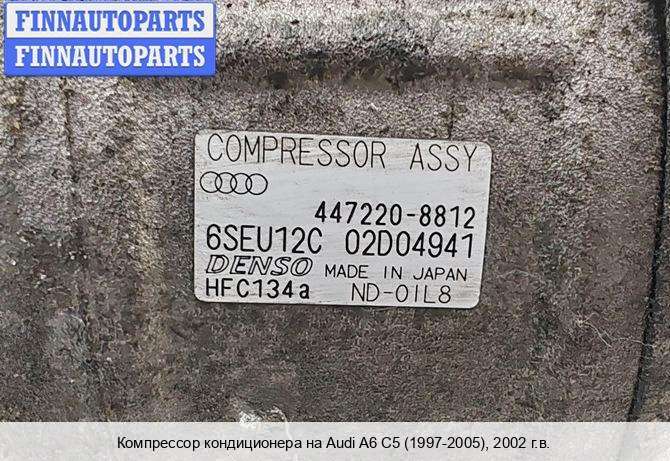 FINNAUTOPARTS
FINNAUTOPARTS
COMPRESSOR ASSY
447220-8812
6SEU12C 02D04941
DENSO MADE IN JAPAN
HFC134a ND-OIL8
Компрессор кондиционера на Audi A6 C5 (1997-2005), 2002 г.в.